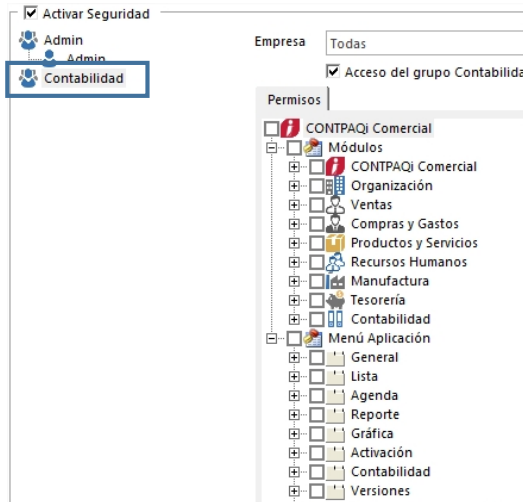 Activar Seguridad
Admin
Admin
Contabilidad
Empresa
Todas
Acceso del grupo Contabilida
Permisos
CONTPAQi Comercial
Módulos
CONTPAQi Comercial
Organización
Ventas
Compras y Gastos
Productos y Servicios
Recursos Humanos
Manufactura
Tesorería
Contabilidad
Menú Aplicación
General
Lista
Agenda
Reporte
Gráfica
Activación
Contabilidad
Versiones